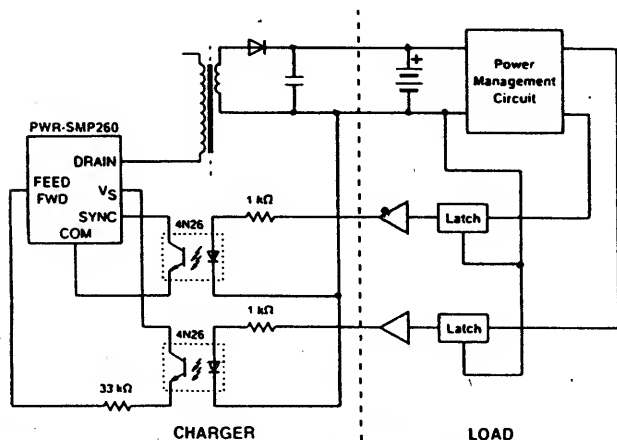 Power
Management
Circuit
+
PWR-SMP260
DRAIN
FEED
FWD
VS
SYNC
COM
4N26
1 kΩ
Latch
4N26
1 kΩ
Latch
33 kΩ
CHARGER
LOAD